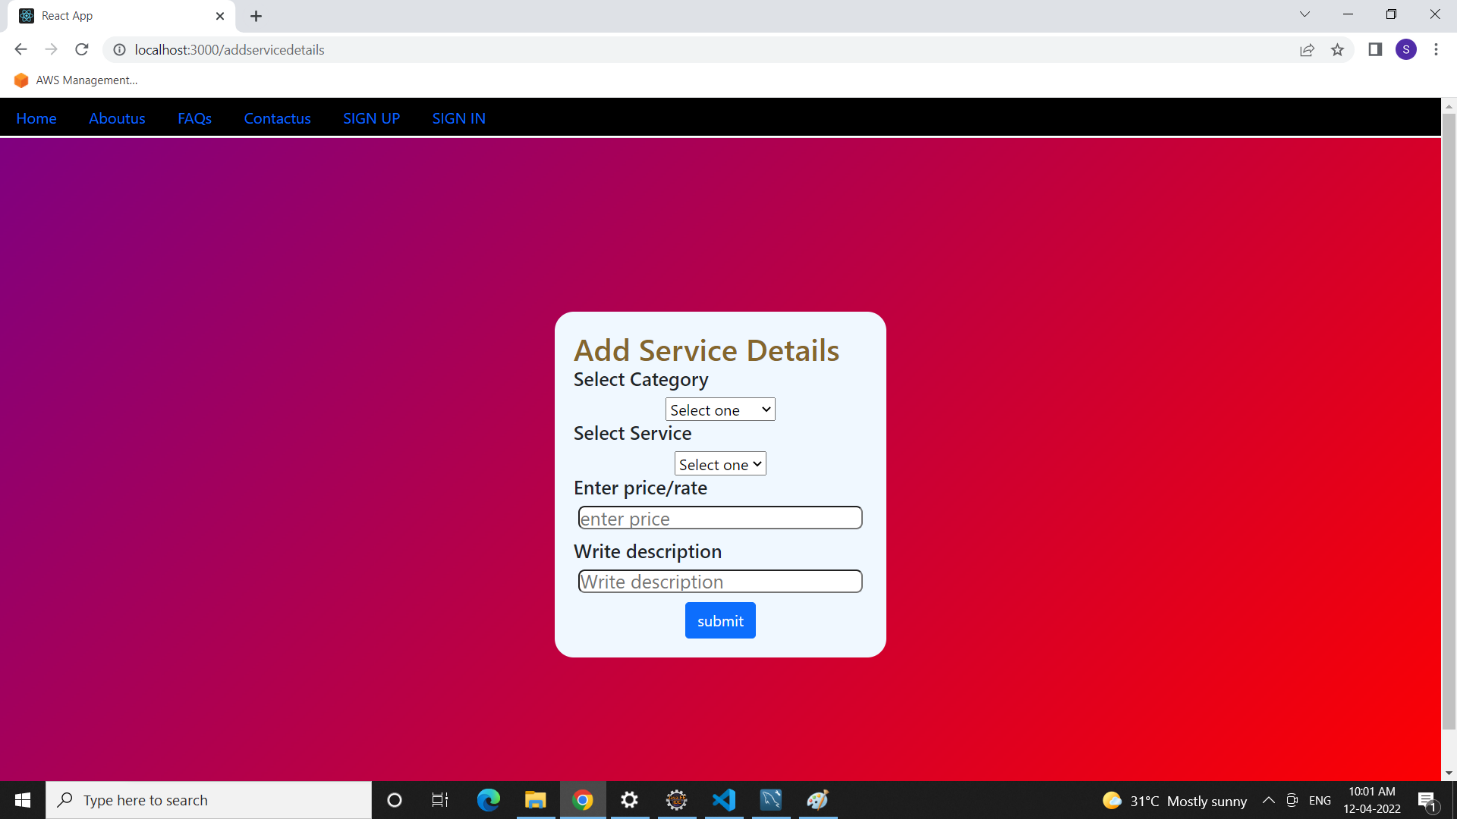 React App
localhost:3000/addservicedetails
S
AWS Management...
Home Aboutus FAQs Contactus SIGN UP SIGN IN
Add Service Details
Select Category
Select one
Select Service
Select one
Enter price/rate
enter price
Write description
Write description
submit
Type here to search
31°C Mostly sunny
ENG
10:01 AM
12-04-2022
1